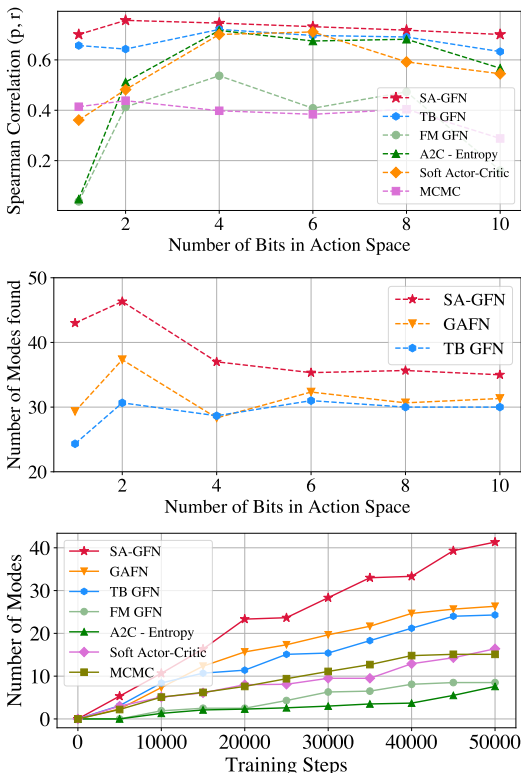 Spearman Correlation (p, r)
0.6
0.4
0.2
SA-GFN
TB GFN
FM GFN
A2C - Entropy
Soft Actor-Critic
MCMC
2 4 6 8 10
Number of Bits in Action Space
Number of Modes found
50
40
30
20
SA-GFN
GAFN
TB GFN
2 4 6 8 10
Number of Bits in Action Space
Number of Modes
40
30
20
10
0
SA-GFN
GAFN
TB GFN
FM GFN
A2C - Entropy
Soft Actor-Critic
MCMC
0 10000 20000 30000 40000 50000
Training Steps